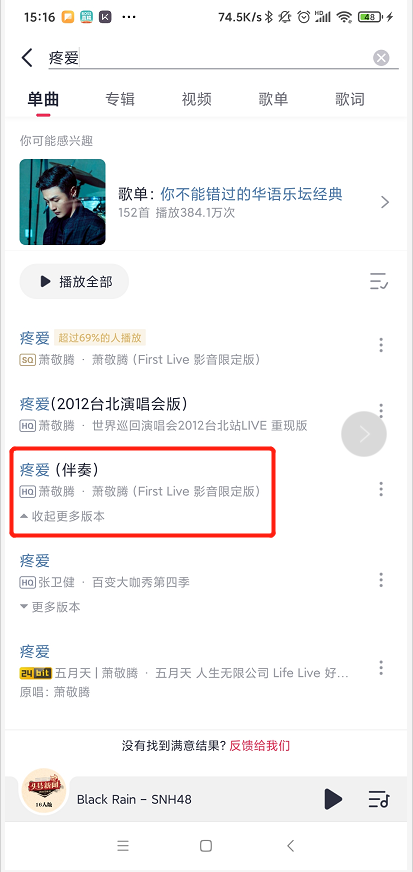 15:16 74.5K/s HD 48
疼爱
单曲 专辑 视频 歌单 歌词
你可能感兴趣
歌单: 你不能错过的华语乐坛经典
152首 播放384.1万次
播放全部
疼爱 超过69%的人播放
SQ 萧敬腾 · 萧敬腾 (First Live 影音限定版)
疼爱(2012台北演唱会版)
HQ 萧敬腾 · 世界巡回演唱会2012台北站LIVE 重现版
疼爱 (伴奏)
HQ 萧敬腾 · 萧敬腾 (First Live 影音限定版)
收起更多版本
疼爱
HQ 张卫健 · 百变大咖秀第四季
更多版本
疼爱
24bit 五月天 | 萧敬腾 · 五月天 人生无限公司 Life Live 好...
原唱: 萧敬腾
没有找到满意结果? 反馈给我们
Black Rain - SNH48